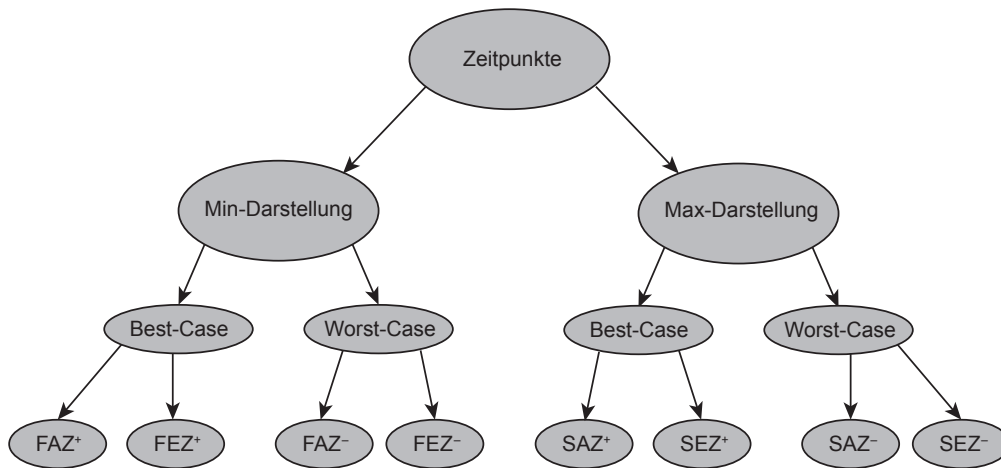 Zeitpunkte
Min-Darstellung
Max-Darstellung
Best-Case
Worst-Case
Best-Case
Worst-Case
FAZ⁺
FEZ⁺
FAZ⁻
FEZ⁻
SAZ⁺
SEZ⁺
SAZ⁻
SEZ⁻